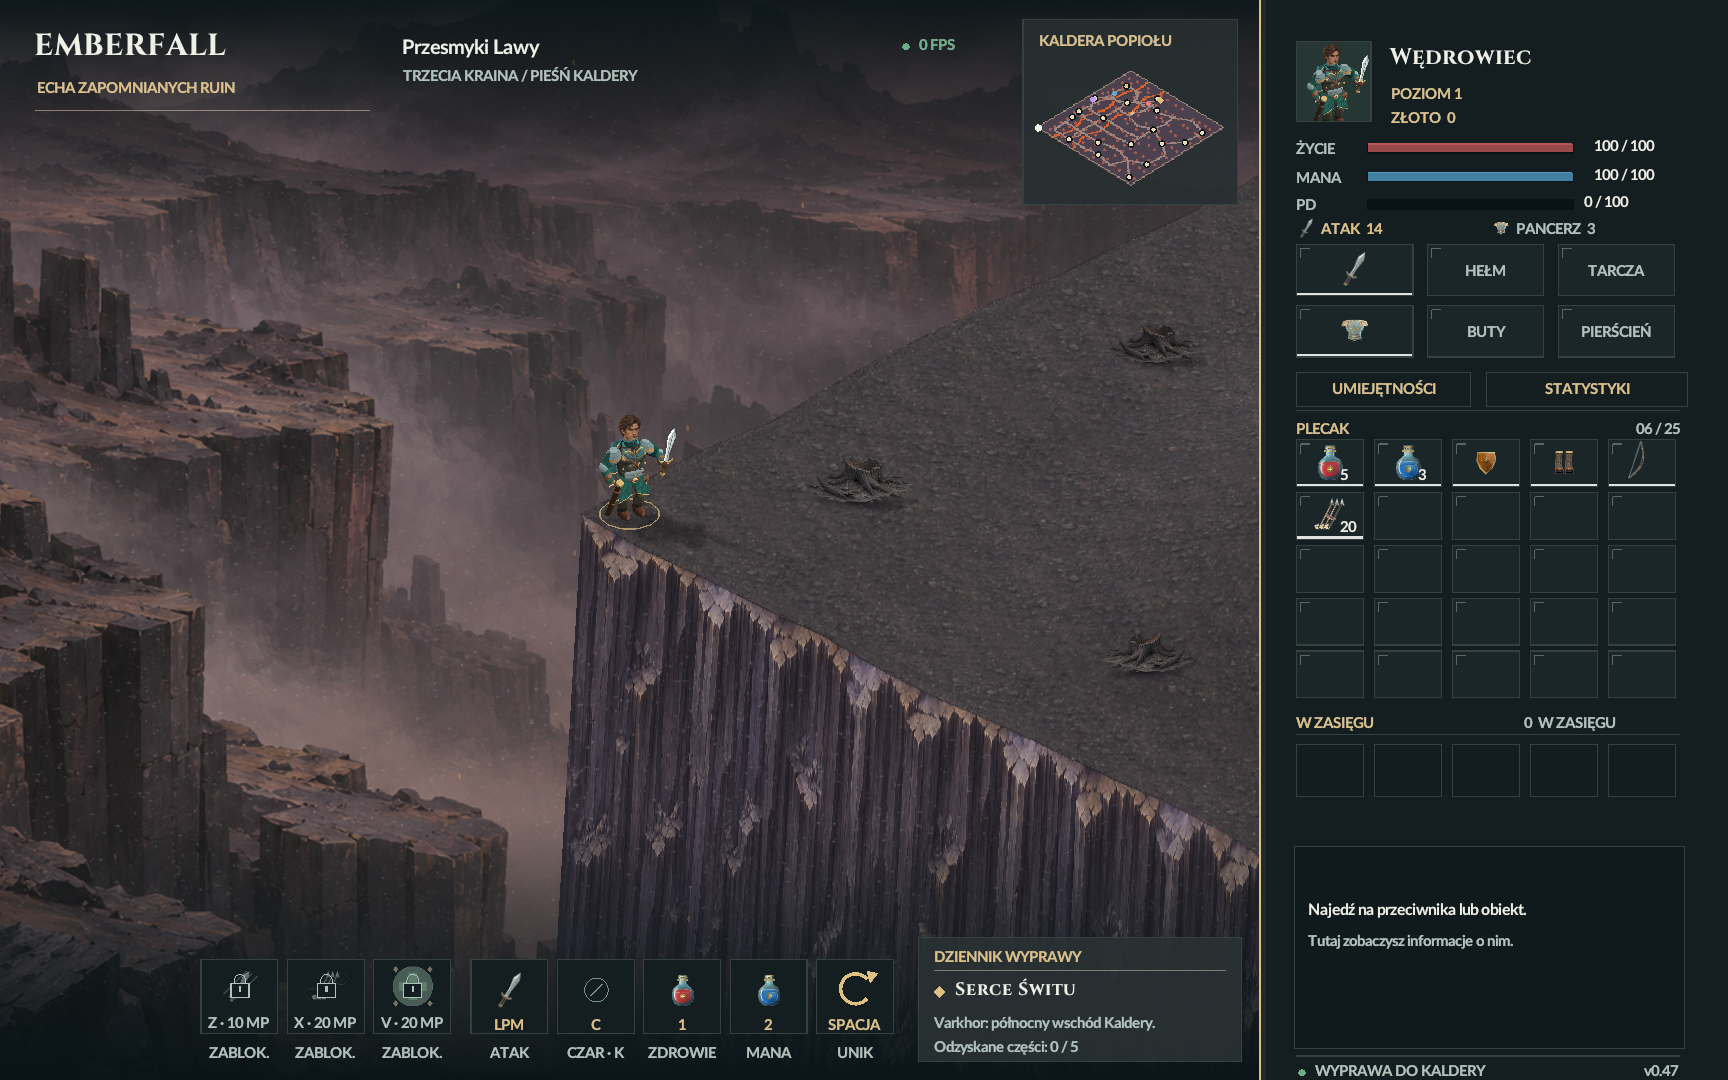 EMBERFALL
ECHA ZAPOMNIANYCH RUIN
Przesmyki Lawy
TRZECIA KRAINA / PIEŚŃ KALDERY
0 FPS
KALDERA POPIOŁU
WĘDROWIEC
POZIOM 1
ZŁOTO 0
ŻYCIE 100 / 100
MANA 100 / 100
PD 0 / 100
ATAK 14 PANCERZ 3
HEŁM TARCZA
BUTY PIERŚCIEŃ
UMIEJĘTNOŚCI STATYSTYKI
PLECAK 06 / 25
5 3
20
W ZASIĘGU 0 W ZASIĘGU
Najedź na przeciwnika lub obiekt.
Tutaj zobaczysz informacje o nim.
WYPRAWA DO KALDERY v0.47
Z · 10 MP X · 20 MP V · 20 MP LPM C 1 2 SPACJA
ZABLOK. ZABLOK. ZABLOK. ATAK CZAR · K ZDROWIE MANA UNIK
DZIENNIK WYPRAWY
SERCE ŚWITU
Varkhor: północny wschód Kaldery.
Odzyskane części: 0 / 5